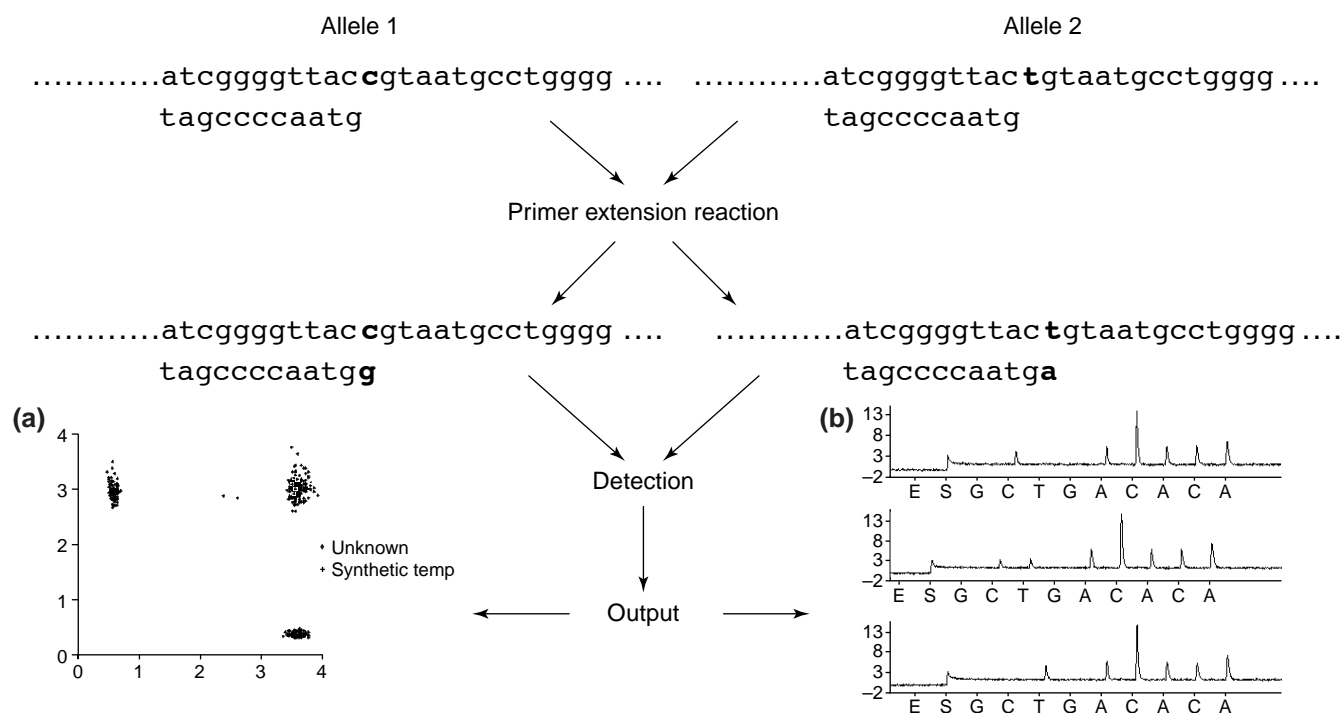 Allele 1 Allele 2
............atcggggttaccgtaatgcctgggg .... ............atcggggttactgtaatgcctgggg ....
tagccccaatg tagccccaatg
Primer extension reaction
............atcggggttaccgtaatgcctgggg .... ............atcggggttactgtaatgcctgggg ....
tagccccaatgg tagccccaatga
(a)
4
3
2
1
0
0 1 2 3 4
Unknown
Synthetic temp
Detection
Output
(b)
13
8
3
–2
E S G C T G A C A C A
13
8
3
–2
E S G C T G A C A C A
13
8
3
–2
E S G C T G A C A C A